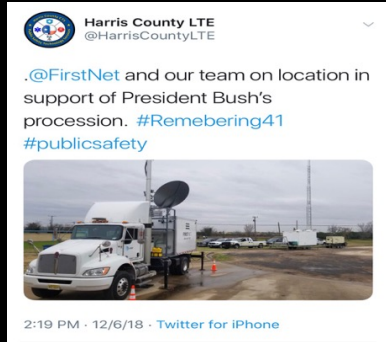 Harris County LTE
@HarrisCountyLTE
.@FirstNet and our team on location in
support of President Bush's
procession. #Remebering41
#publicsafety
2:19 PM · 12/6/18 · Twitter for iPhone